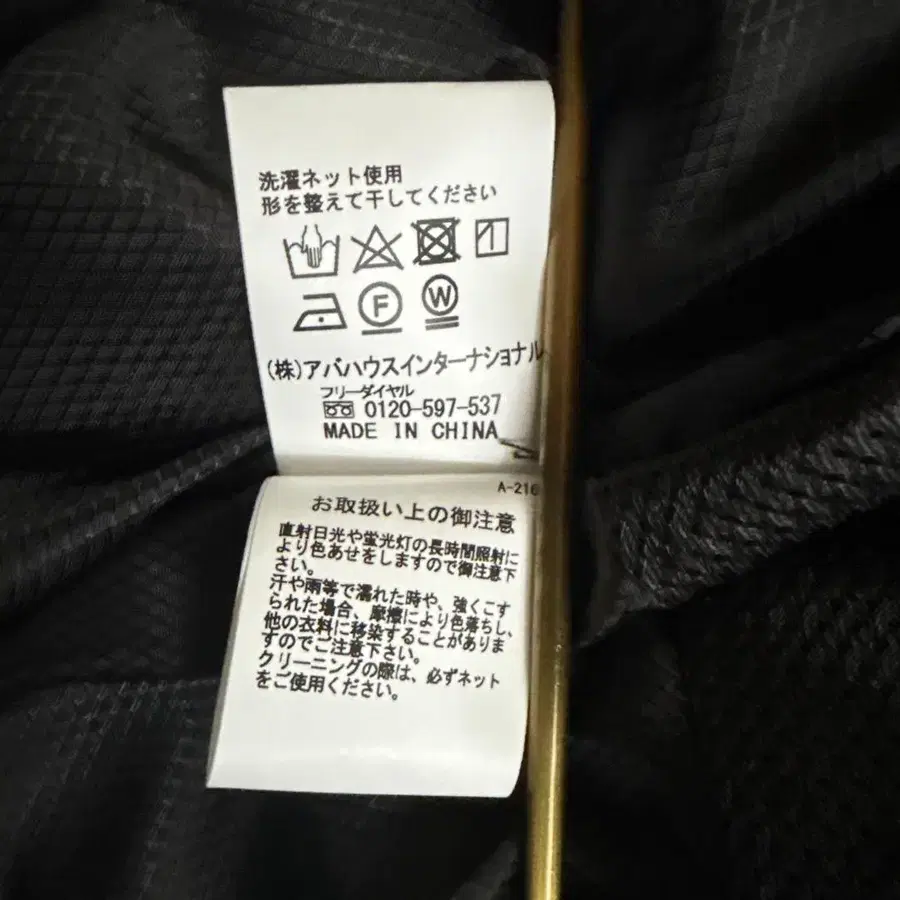 洗濯ネット使用
形を整えて干してください
F
W
(株)アバハウスインターナショナル
フリーダイヤル
0120-597-537
MADE IN CHINA
A-216
お取扱い上の御注意
直射日光や蛍光灯の長時間照射に
より色あせをしますので御注意下
さい。
汗や雨等で濡れた時や、強くこす
られた場合、摩擦により色落ちし、
他の衣料に移染することがありま
すのでご注意下さい。
クリーニングの際は、必ずネット
をご使用ください。